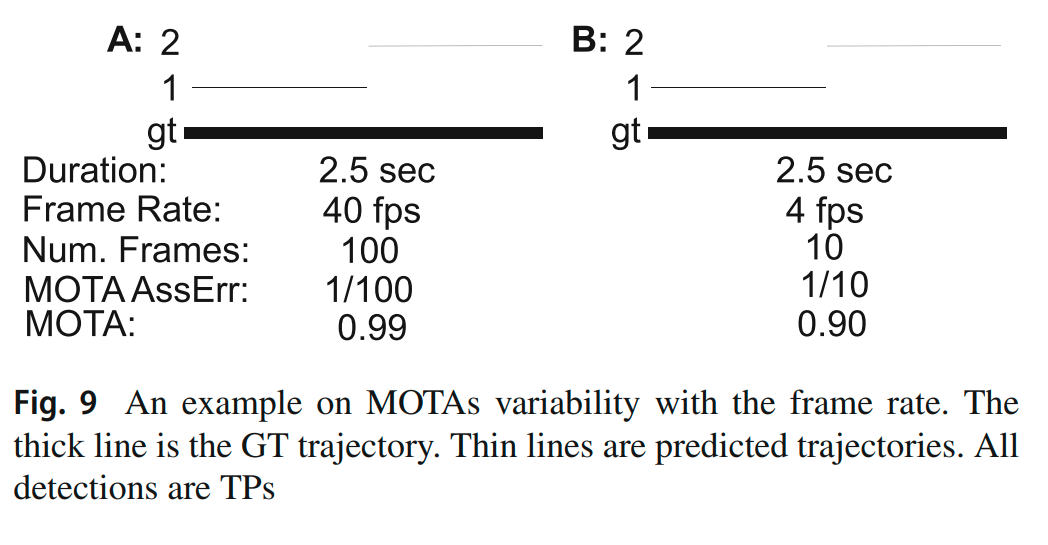 A: 2 B: 2
1 1
gt gt
Duration: 2.5 sec 2.5 sec
Frame Rate: 40 fps 4 fps
Num. Frames: 100 10
MOTA AssErr: 1/100 1/10
MOTA: 0.99 0.90
Fig. 9 An example on MOTAs variability with the frame rate. The
thick line is the GT trajectory. Thin lines are predicted trajectories. All
detections are TPs